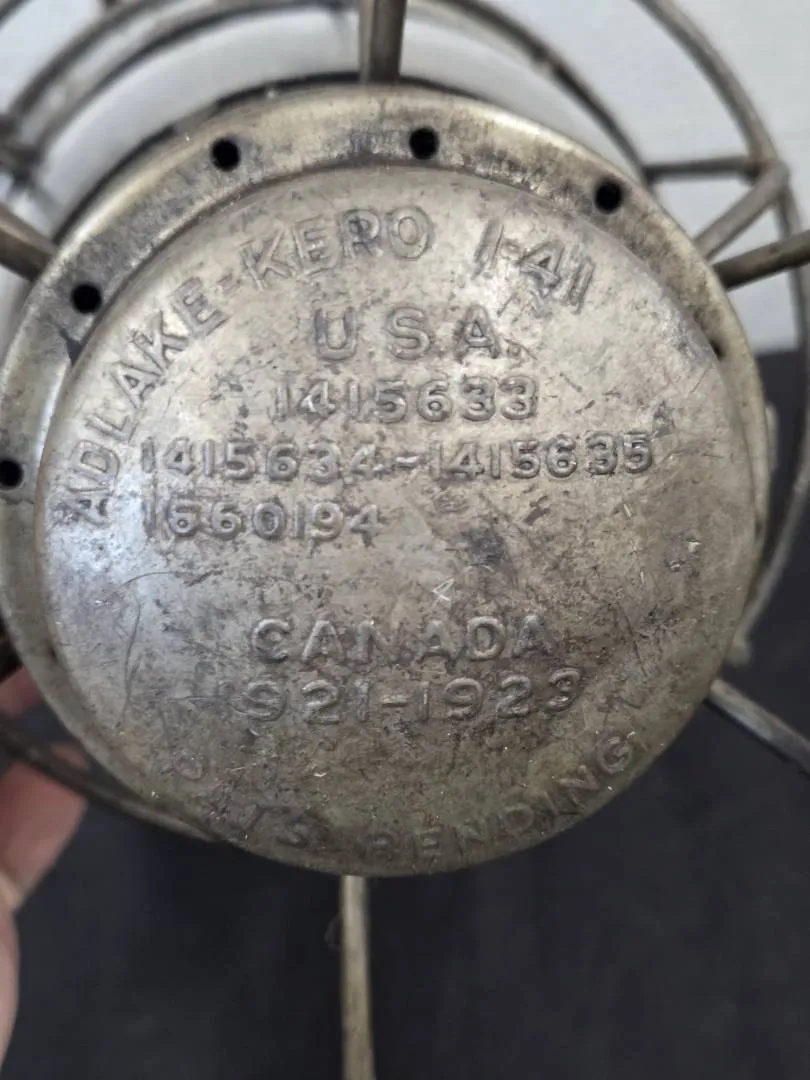 ADLAKE-KERO 1-41
U S A
1415633
1415634-1415635
1660194
CANADA
1921-1923
PENDING